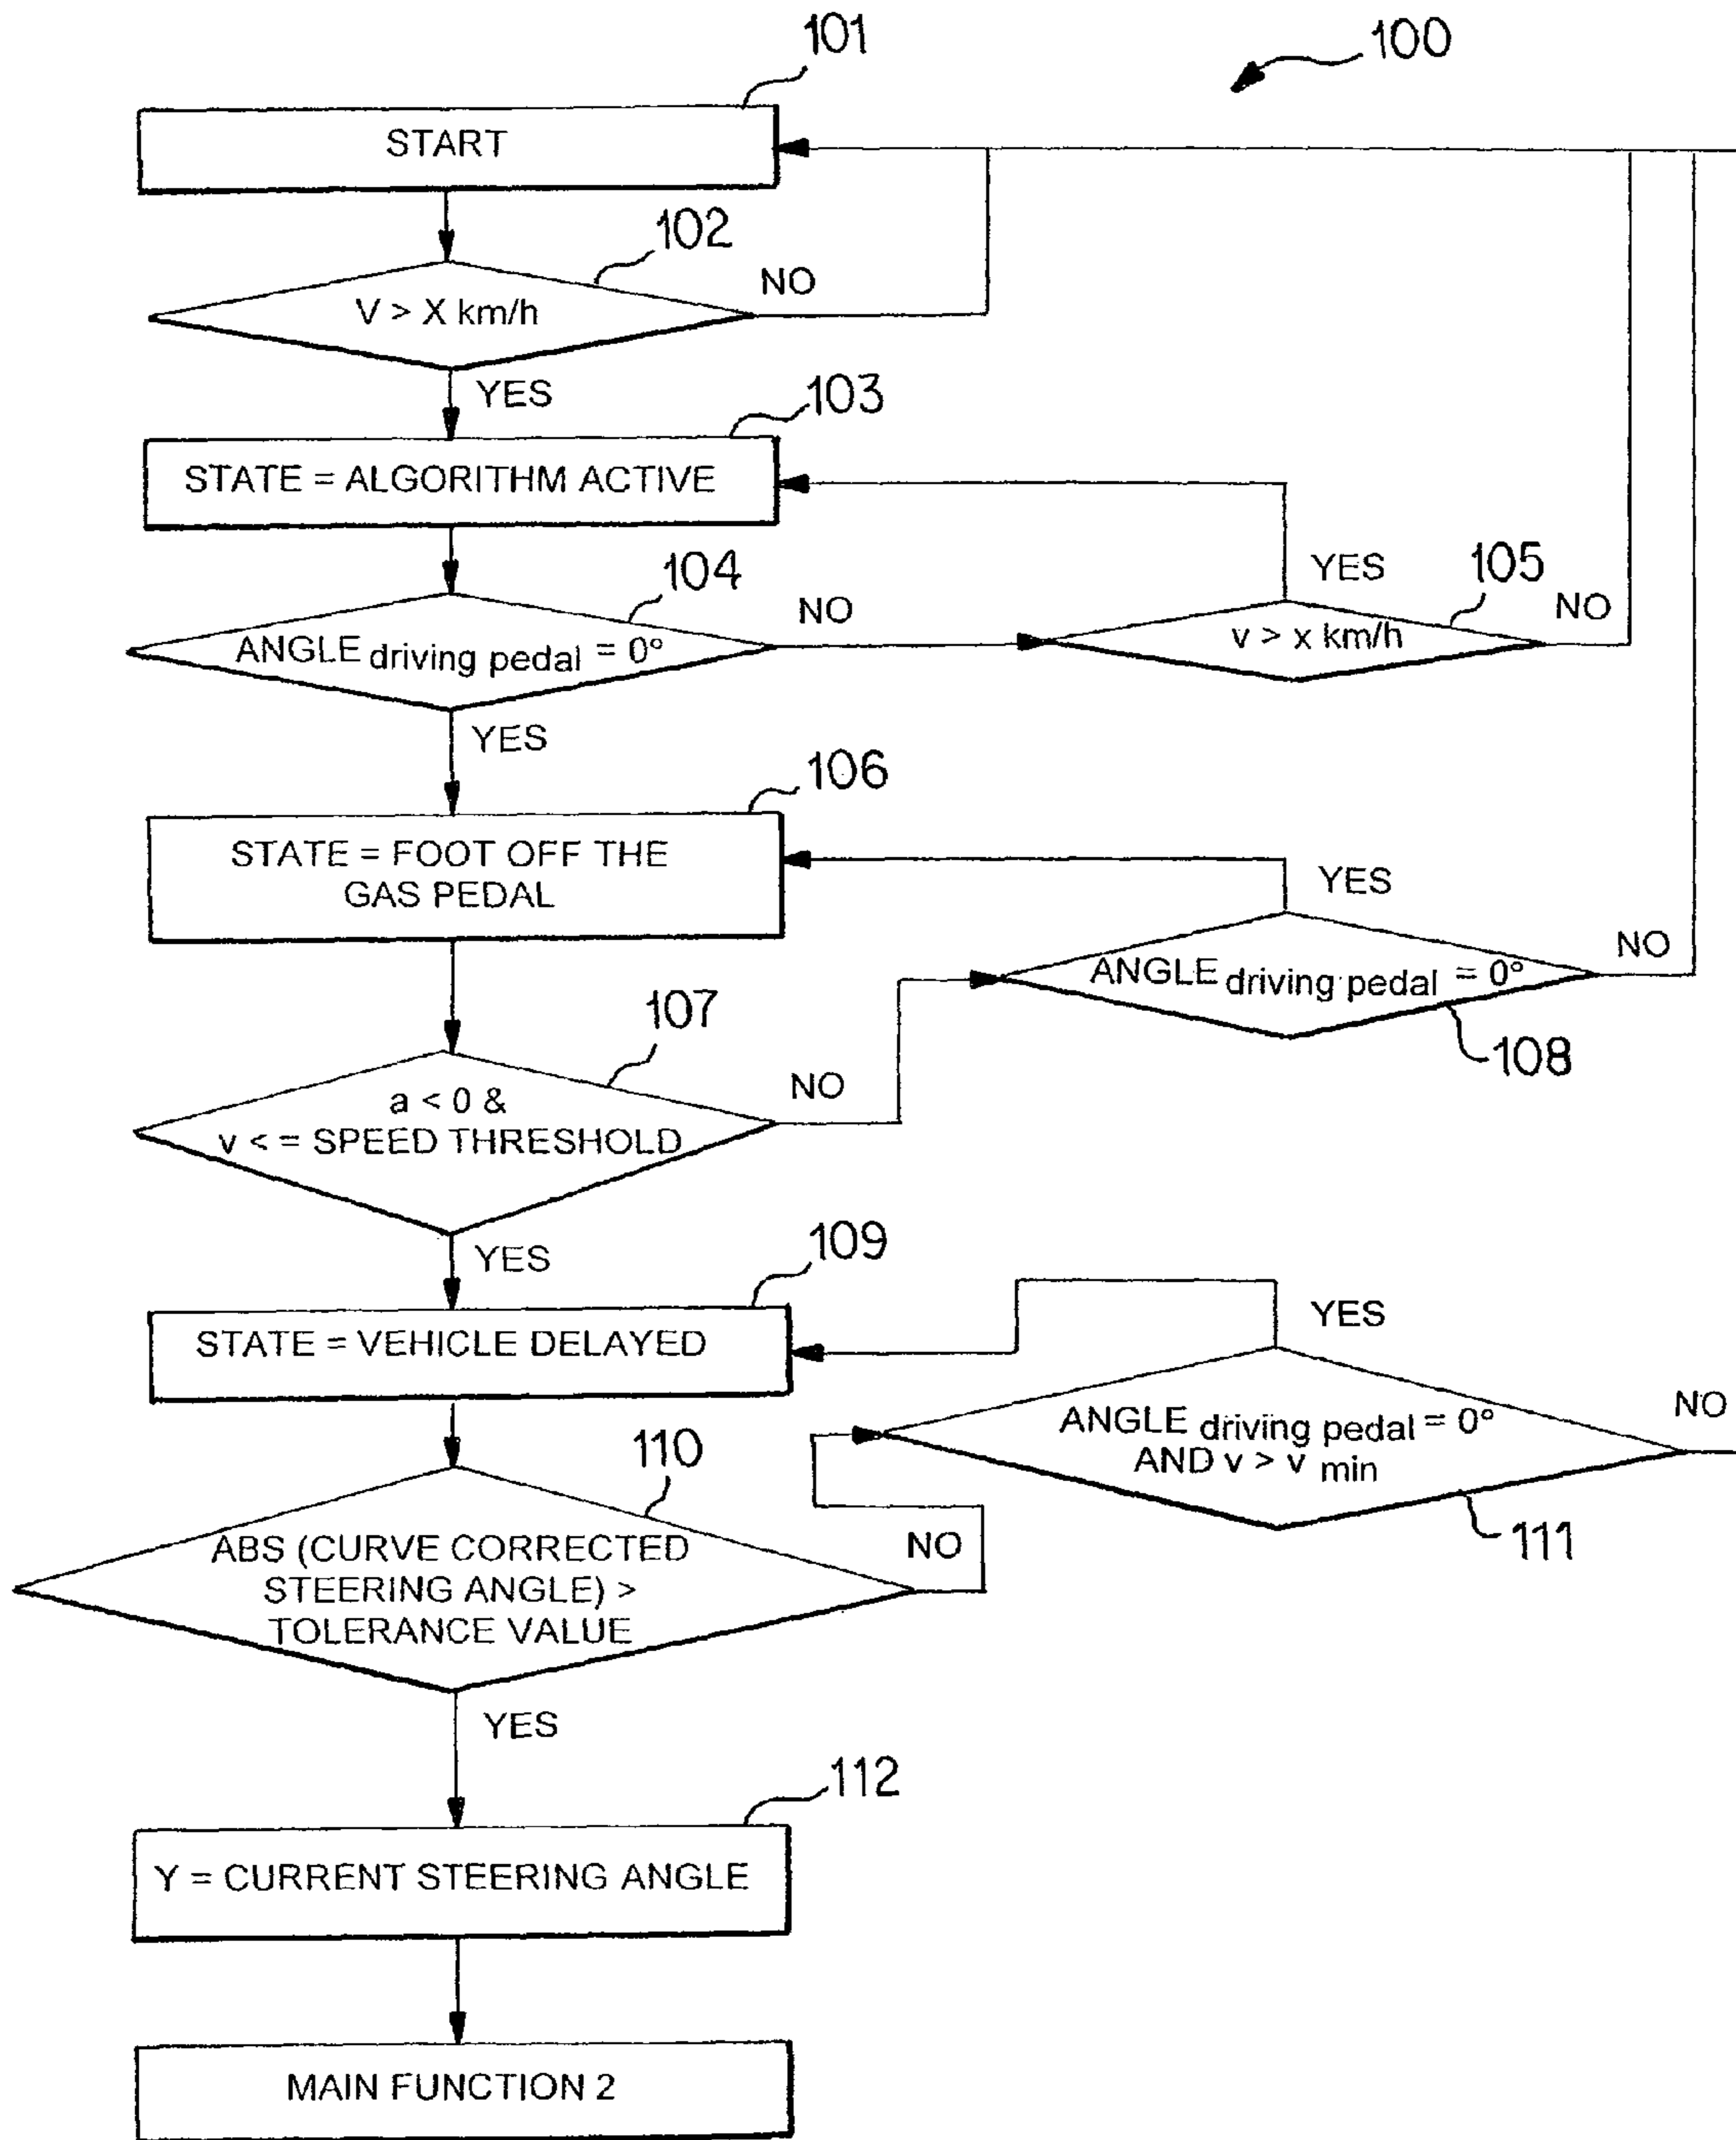 101
100
START
102
NO
V > X km/h
YES
103
STATE = ALGORITHM ACTIVE
104
YES
105
NO
NO
ANGLE driving pedal = 0°
v > x km/h
YES
106
STATE = FOOT OFF THE
GAS PEDAL
YES
NO
ANGLE driving pedal = 0°
107
108
NO
a < 0 &
v < = SPEED THRESHOLD
YES
109
YES
STATE = VEHICLE DELAYED
NO
ANGLE driving pedal = 0°
AND v > v min
110
111
NO
ABS (CURVE CORRECTED
STEERING ANGLE) >
TOLERANCE VALUE
YES
112
Y = CURRENT STEERING ANGLE
MAIN FUNCTION 2